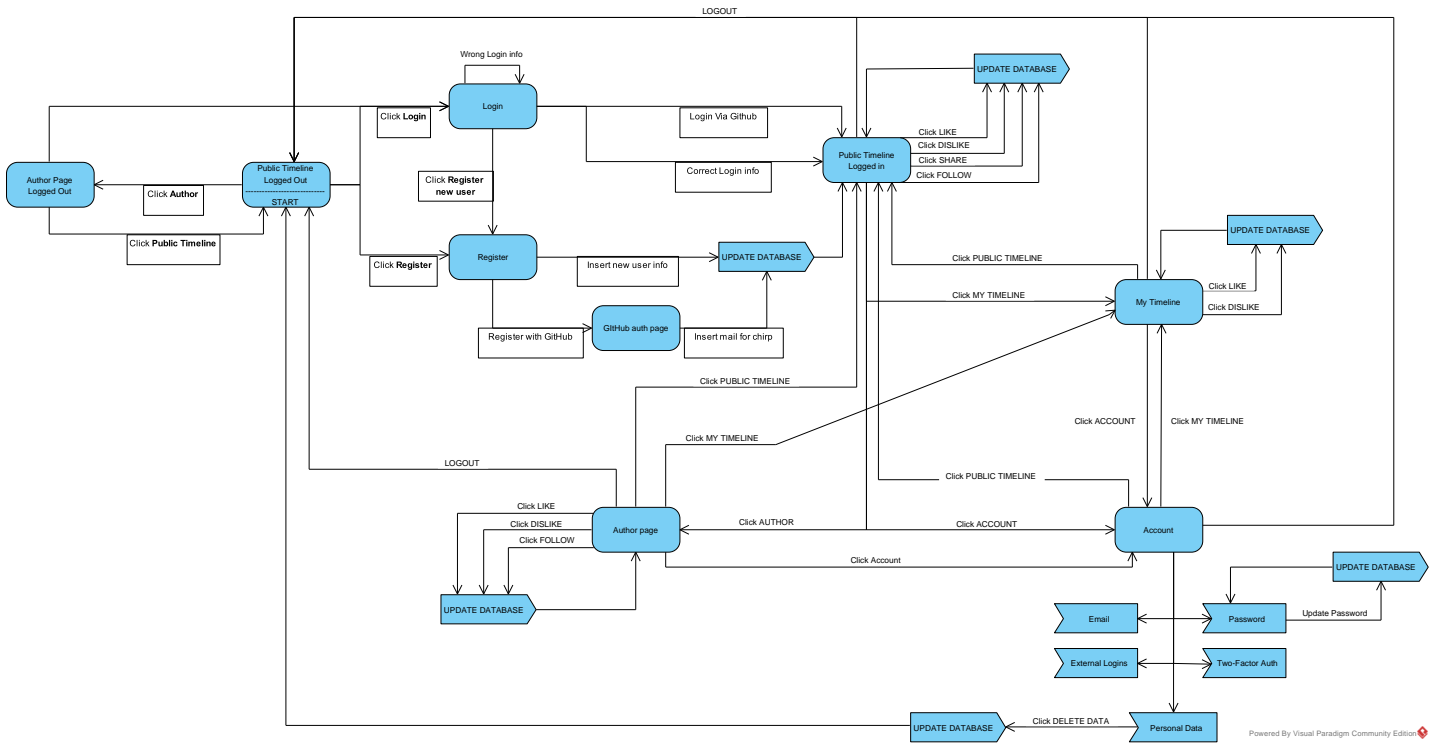 LOGOUT
Wrong Login info
UPDATE DATABASE
Login
Click Login
Login Via Github
Click LIKE
Click DISLIKE
Click SHARE
Click FOLLOW
Public Timeline
Logged in
Correct Login info
Author Page
Logged Out
Click Author
Public Timeline
Logged Out
START
Click Public Timeline
Click Register
new user
UPDATE DATABASE
Register
Click Register
Insert new user info
UPDATE DATABASE
Click PUBLIC TIMELINE
Click LIKE
Click DISLIKE
Click MY TIMELINE
My Timeline
Register with GitHub
GItHub auth page
Insert mail for chirp
Click PUBLIC TIMELINE
Click ACCOUNT
Click MY TIMELINE
Click MY TIMELINE
LOGOUT
Click PUBLIC TIMELINE
Click LIKE
Click DISLIKE
Click FOLLOW
Author page
Click AUTHOR
Click ACCOUNT
Account
Click Account
UPDATE DATABASE
UPDATE DATABASE
Email
Password
Update Password
External Logins
Two-Factor Auth
UPDATE DATABASE
Click DELETE DATA
Personal Data
Powered By Visual Paradigm Community Edition